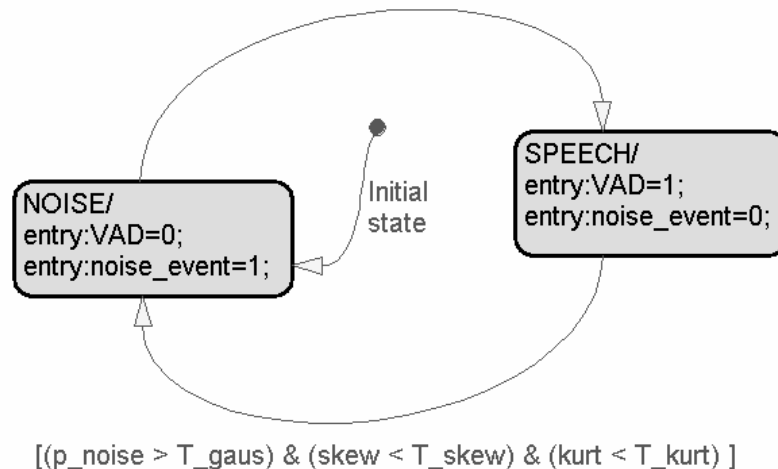 SPEECH/
entry:VAD=1;
entry:noise_event=0;
Initial
state
NOISE/
entry:VAD=0;
entry:noise_event=1;
[(p_noise > T_gaus) & (skew < T_skew) & (kurt < T_kurt) ]